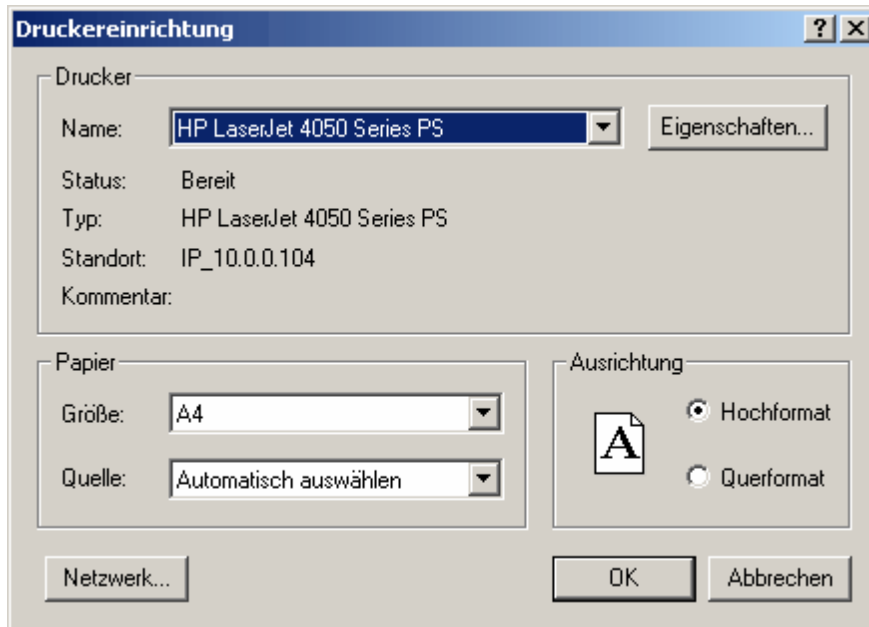 Druckereinrichtung
Drucker
Name: HP LaserJet 4050 Series PS Eigenschaften...
Status: Bereit
Typ: HP LaserJet 4050 Series PS
Standort: IP_10.0.0.104
Kommentar:
Papier
Größe: A4
Quelle: Automatisch auswählen
Ausrichtung
A
Hochformat
Querformat
Netzwerk... OK Abbrechen